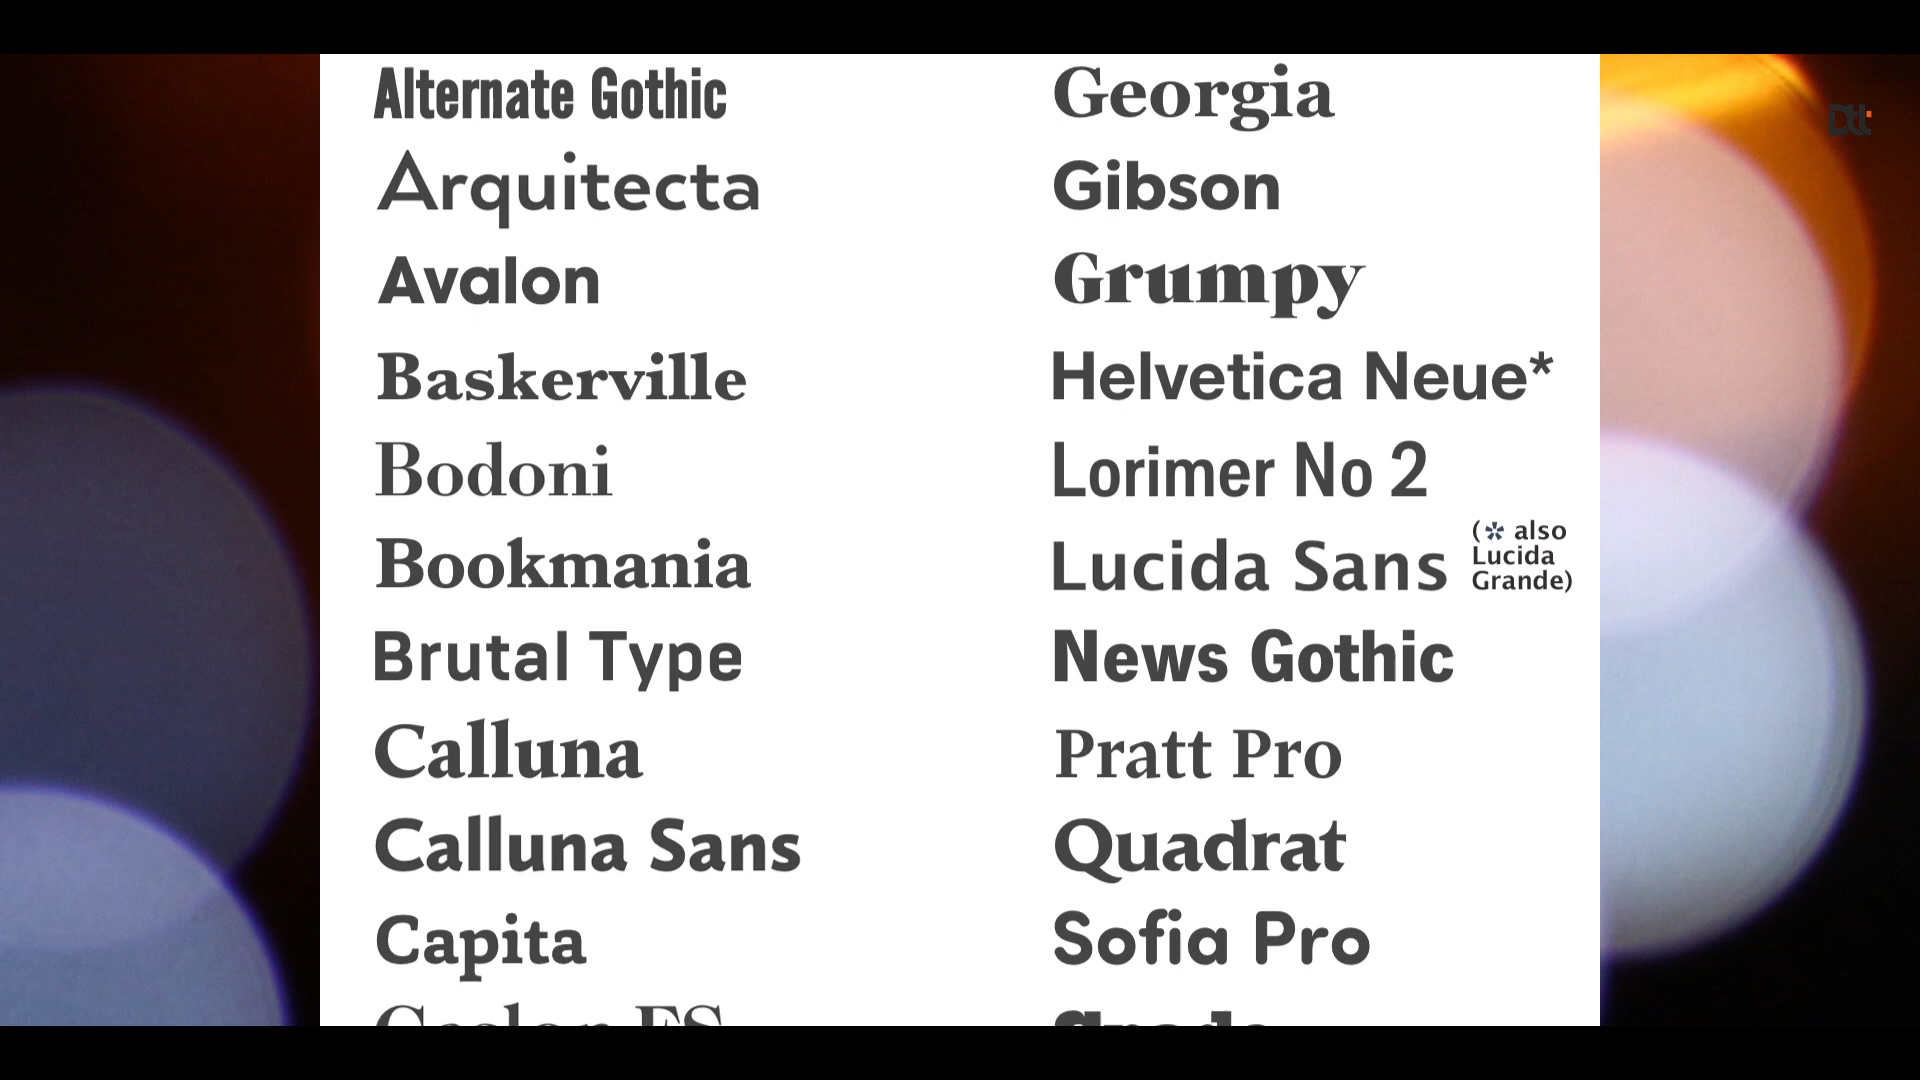 Alternate Gothic
Arquitecta
Avalon
Baskerville
Bodoni
Bookmania
Brutal Type
Calluna
Calluna Sans
Capita
Georgia
Gibson
Grumpy
Helvetica Neue*
Lorimer No 2
Lucida Sans
(* also
Lucida
Grande)
News Gothic
Pratt Pro
Quadrat
Sofia Pro
Dtt